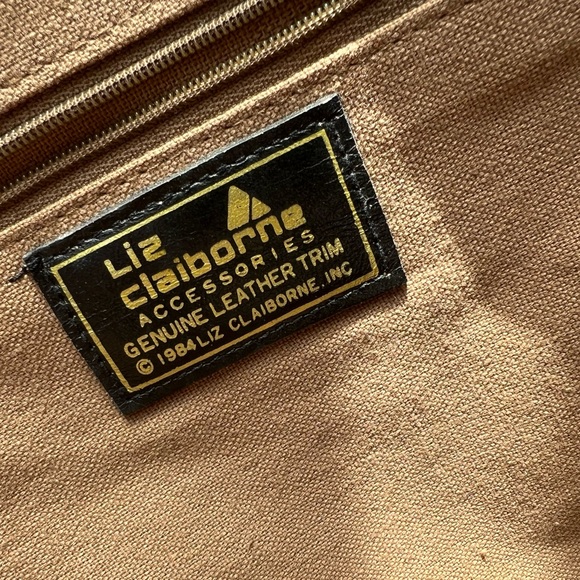 Liz
claiborne
ACCESSORIES
GENUINE LEATHER TRIM
© 1984 LIZ CLAIBORNE, INC